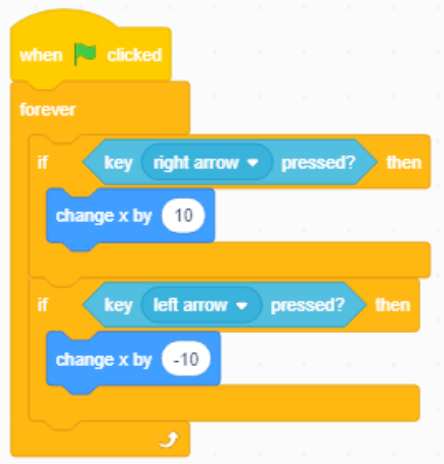 when clicked
forever
if key right arrow pressed? then
change x by 10
if key left arrow pressed? then
change x by -10